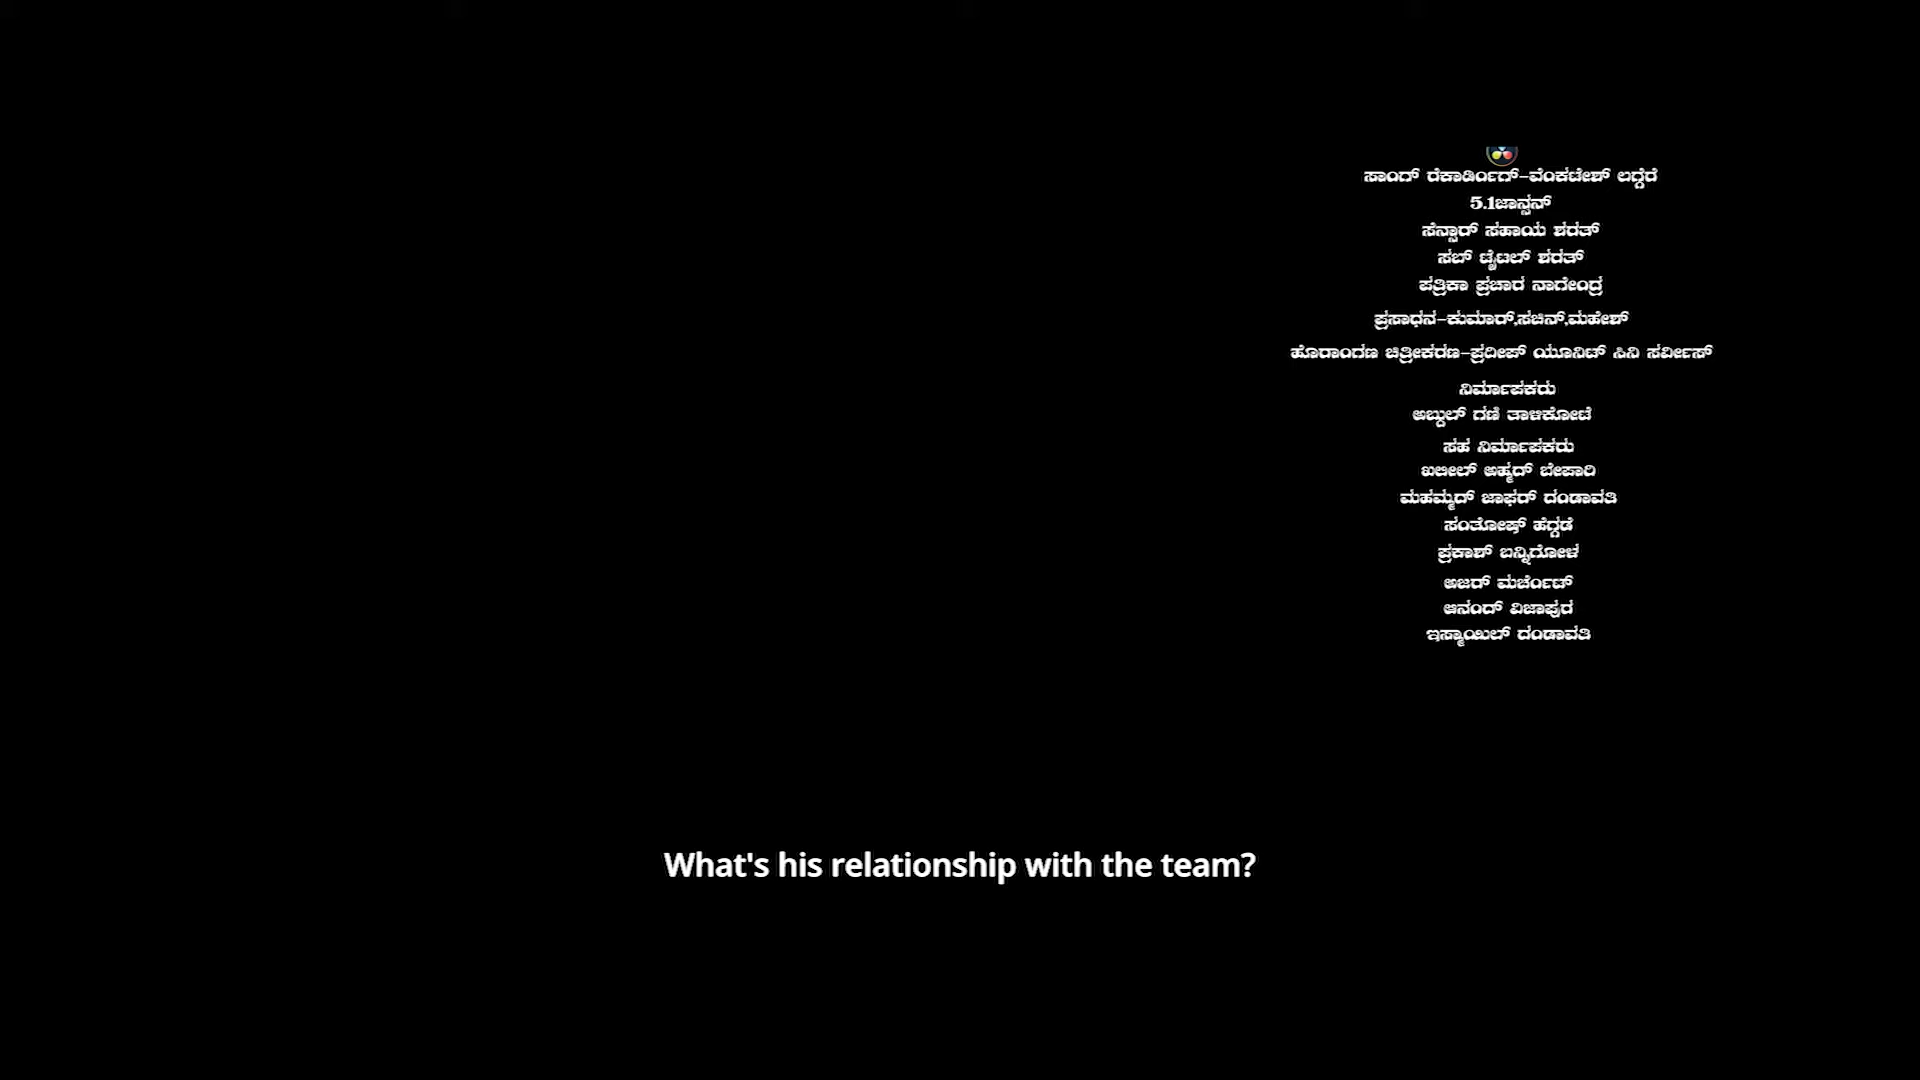 ಸಾಂಗ್ ರೆಕಾರ್ಡಿಂಗ್-ವೆಂಕಟೇಶ್ ಲಗ್ಗೆರೆ
5.1ಜಾನ್ಸನ್
ಸೆನ್ಸಾರ್ ಸಹಾಯ ಶರತ್
ಸಬ್ ಟೈಟಲ್ ಶರತ್
ಪತ್ರಿಕಾ ಪ್ರಚಾರ ನಾಗೇಂದ್ರ
ಪ್ರಸಾಧನ-ಕುಮಾರ್,ಸಚಿನ್,ಮಹೇಶ್
ಹೊರಾಂಗಣ ಚಿತ್ರೀಕರಣ-ಪ್ರದೀಪ್ ಯೂನಿಟ್ ಸಿನಿ ಸರ್ವೀಸ್
ನಿರ್ಮಾಪಕರು
ಅಬ್ದುಲ್ ಗಣಿ ತಾಳಿಕೋಟೆ
ಸಹ ನಿರ್ಮಾಪಕರು
ಖಲೀಲ್ ಅಹ್ಮದ್ ಬೇಪಾರಿ
ಮಹಮ್ಮದ್ ಜಾಫರ್ ದಂಡಾವತಿ
ಸಂತೋಷ್ ಹೆಗ್ಗಡೆ
ಪ್ರಕಾಶ್ ಬನ್ನಿಗೋಳ
ಅಜರ್ ಮರ್ಚೆಂಟ್
ಆನಂದ್ ವಿಜಾಪುರ
ಇಸ್ಮಾಯಿಲ್ ದಂಡಾವತಿ
What's his relationship with the team?